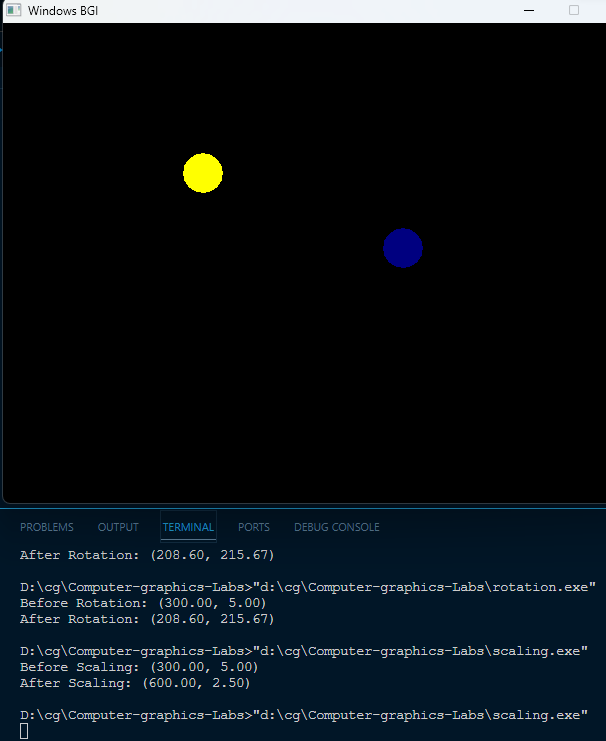 Windows BGI
PROBLEMS OUTPUT TERMINAL PORTS DEBUG CONSOLE
After Rotation: (208.60, 215.67)
D:\cg\Computer-graphics-Labs>"d:\cg\Computer-graphics-Labs\rotation.exe"
Before Rotation: (300.00, 5.00)
After Rotation: (208.60, 215.67)
D:\cg\Computer-graphics-Labs>"d:\cg\Computer-graphics-Labs\scaling.exe"
Before Scaling: (300.00, 5.00)
After Scaling: (600.00, 2.50)
D:\cg\Computer-graphics-Labs>"d:\cg\Computer-graphics-Labs\scaling.exe"